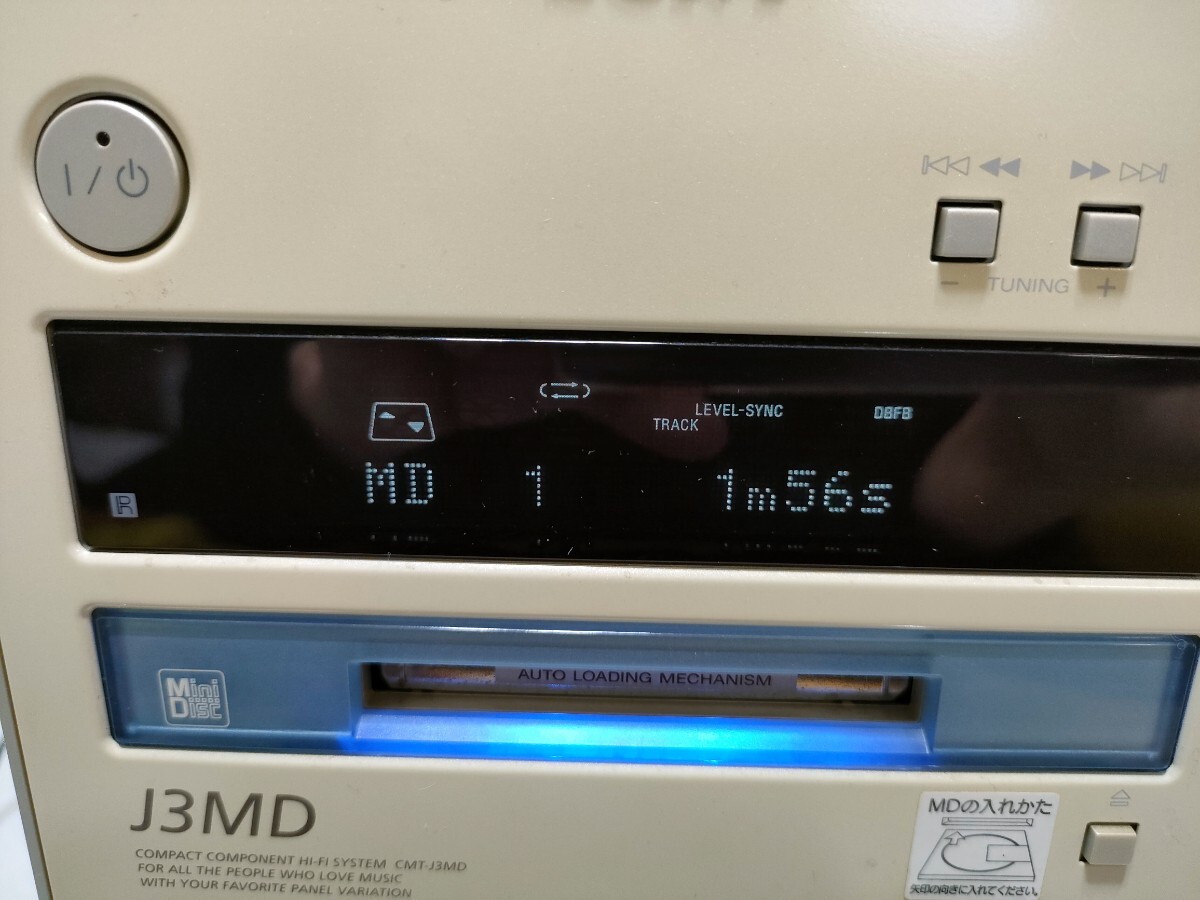 I / ⏻
− TUNING +
LEVEL-SYNC
TRACK
DBFB
MD 1 1m56s
R
Mini Disc
AUTO LOADING MECHANISM
J3MD
COMPACT COMPONENT HI-FI SYSTEM CMT-J3MD
FOR ALL THE PEOPLE WHO LOVE MUSIC
WITH YOUR FAVORITE PANEL VARIATION
MDの入れかた
矢印の向きに入れてください。